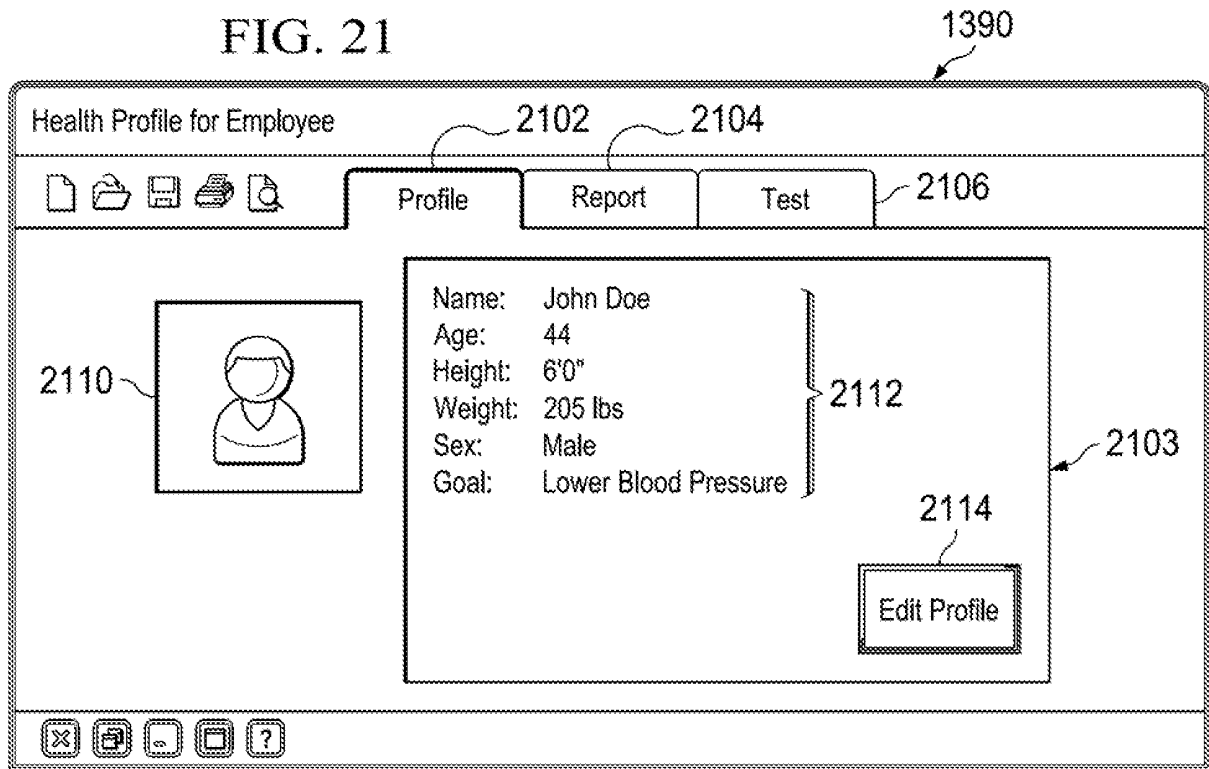 FIG. 21
1390
Health Profile for Employee
2102
2104
Profile
Report
Test
2106
2110
Name: John Doe
Age: 44
Height: 6'0"
Weight: 205 lbs
Sex: Male
Goal: Lower Blood Pressure
2112
2103
2114
Edit Profile
?